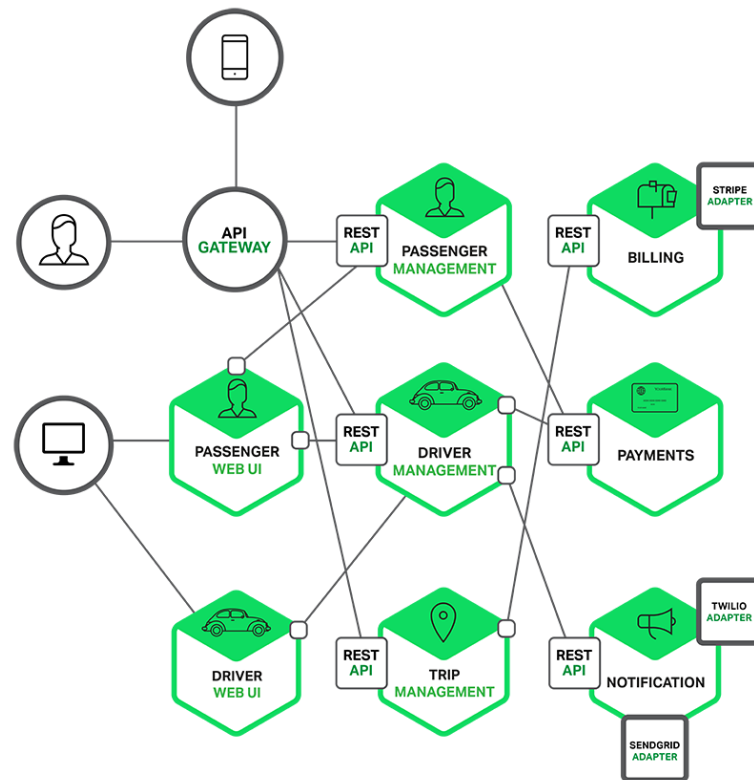 API
GATEWAY
REST
API
PASSENGER
MANAGEMENT
REST
API
BILLING
STRIPE
ADAPTER
PASSENGER
WEB UI
REST
API
DRIVER
MANAGEMENT
REST
API
PAYMENTS
DRIVER
WEB UI
REST
API
TRIP
MANAGEMENT
REST
API
NOTIFICATION
TWILIO
ADAPTER
SENDGRID
ADAPTER